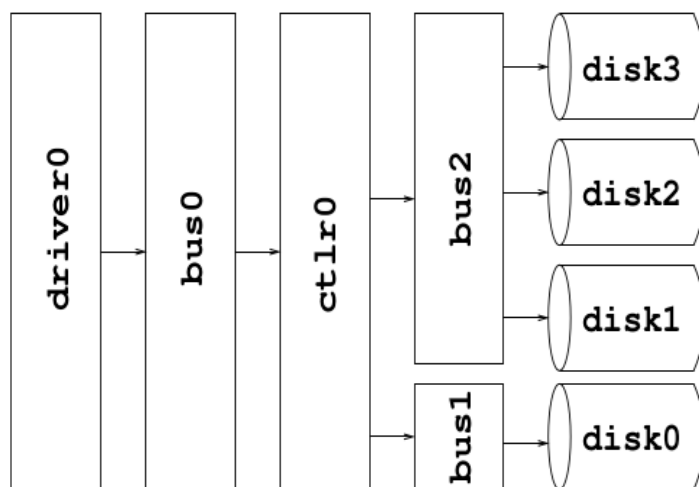 driver0
bus0
ctlr0
bus2
disk3
disk2
disk1
bus1
disk0